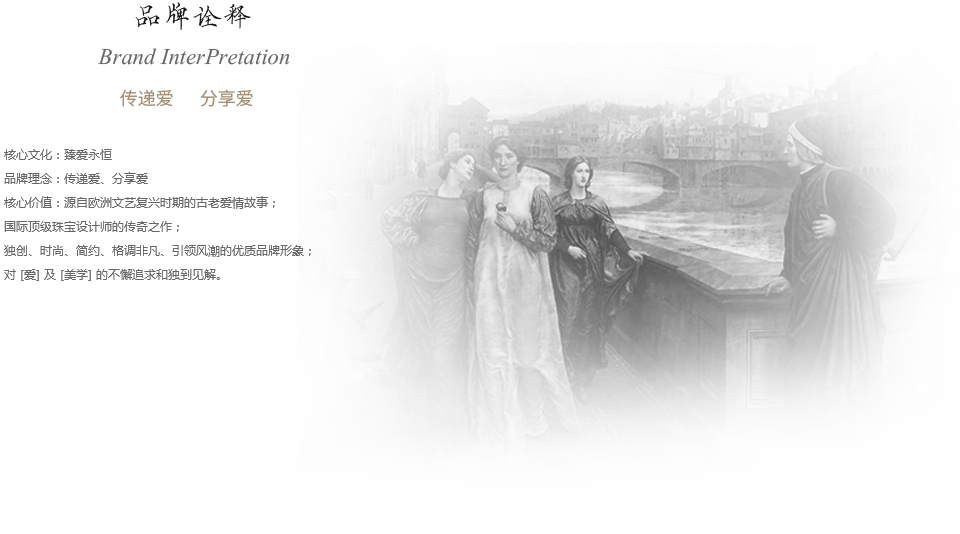 品牌诠释
Brand InterPretation
传递爱 分享爱
核心文化：臻爱永恒
品牌理念：传递爱、分享爱
核心价值：源自欧洲文艺复兴时期的古老爱情故事；
国际顶级珠宝设计师的传奇之作；
独创、时尚、简约、格调非凡、引领风潮的优质品牌形象；
对 [爱] 及 [美学] 的不懈追求和独到见解。